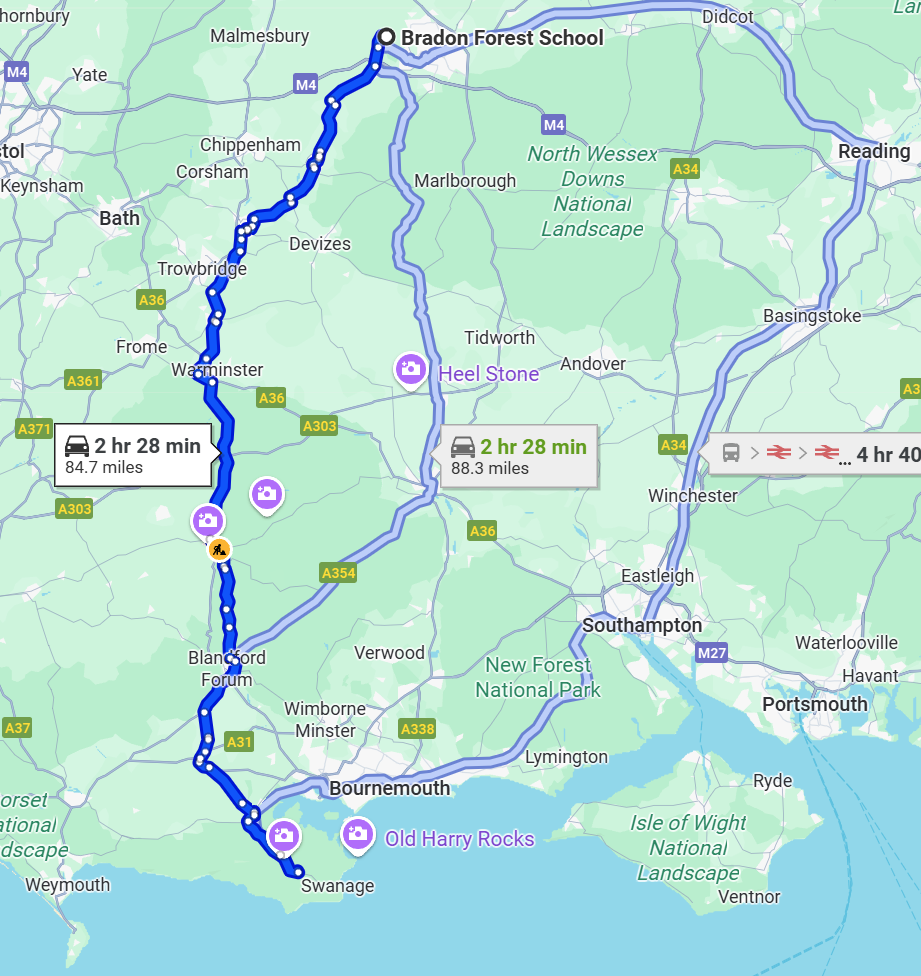 Didcot
Lar
hornbury
Malmesbury
Bradon Forest School
M4
Yate
M4
M4
Chippenham
Corsham
stol
Keynsham
North Wessex
Downs
National
Landscape
A34
Reading
Marlborough
Bath
Devizes
Trowbridge
A36
Basingstoke
Frome
Tidworth
Andover
Warminster
Heel Stone
A361
A36
A303
A3
A371
2 hr 28 min
84.7 miles
2 hr 28 min
88.3 miles
A34
... 4 hr 40
Winchester
A303
A36
A354
Eastleigh
Southampton
M27
Waterlooville
Havant
Blandford
Forum
Verwood
New Forest
National Park
Portsmouth
Wimborne
Minster
A37
A31
A338
Lymington
Bournemouth
Ryde
orset
ational
dscape
Old Harry Rocks
Isle of Wight
National
Landscape
Weymouth
Swanage
Ventnor